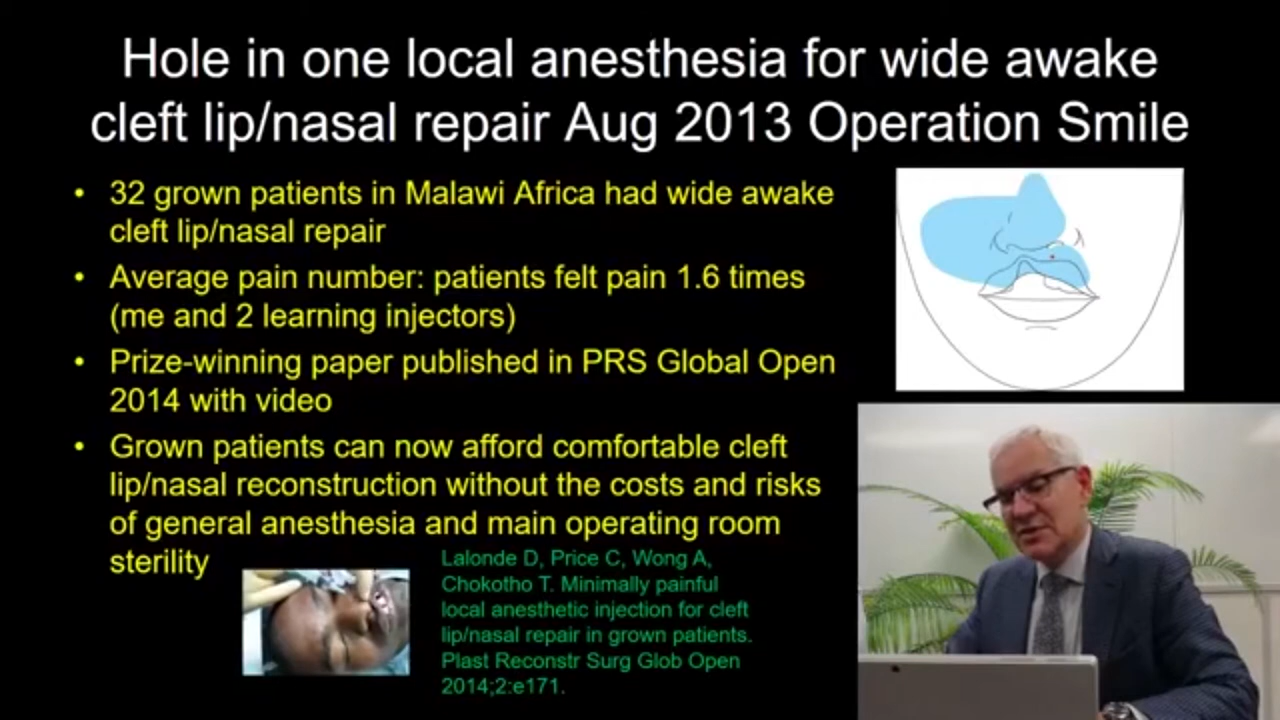 Hole in one local anesthesia for wide awake
cleft lip/nasal repair Aug 2013 Operation Smile
• 32 grown patients in Malawi Africa had wide awake
cleft lip/nasal repair
• Average pain number: patients felt pain 1.6 times
(me and 2 learning injectors)
• Prize-winning paper published in PRS Global Open
2014 with video
• Grown patients can now afford comfortable cleft
lip/nasal reconstruction without the costs and risks
of general anesthesia and main operating room
sterility
Lalonde D, Price C, Wong A,
Chokotho T. Minimally painful
local anesthetic injection for cleft
lip/nasal repair in grown patients.
Plast Reconstr Surg Glob Open
2014;2:e171.